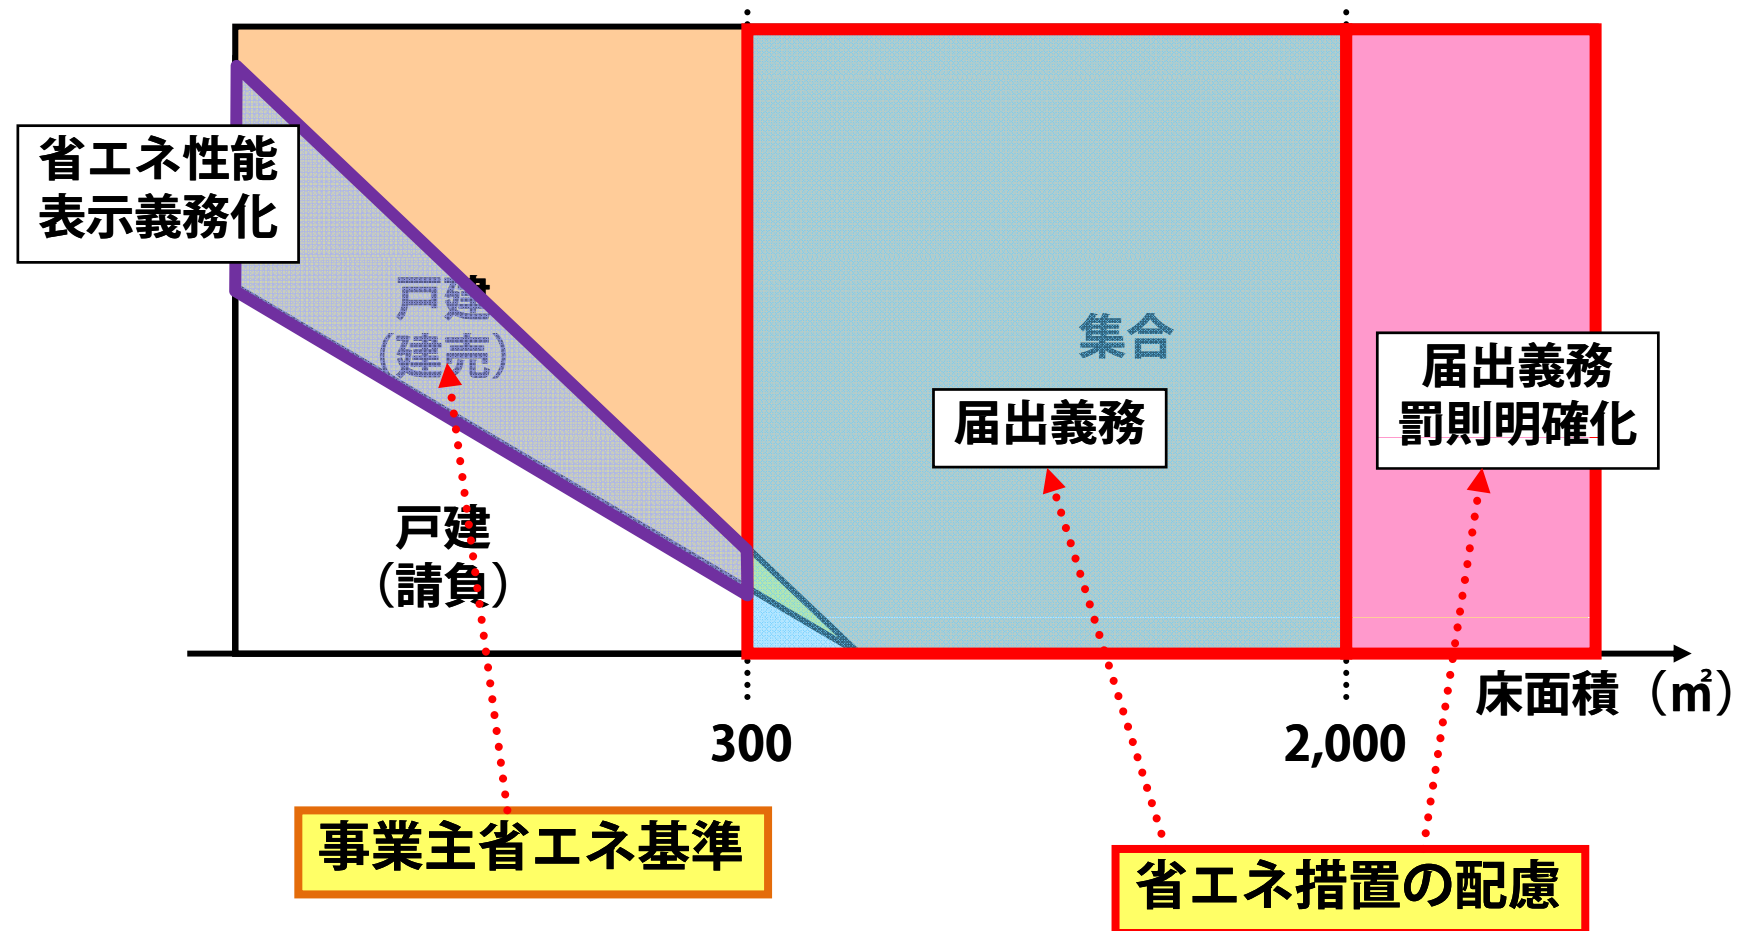 省エネ性能
表示義務化
戸建
（建売）
戸建
（請負）
集合
届出義務
届出義務
罰則明確化
床面積（㎡）
300
2,000
事業主省エネ基準
省エネ措置の配慮